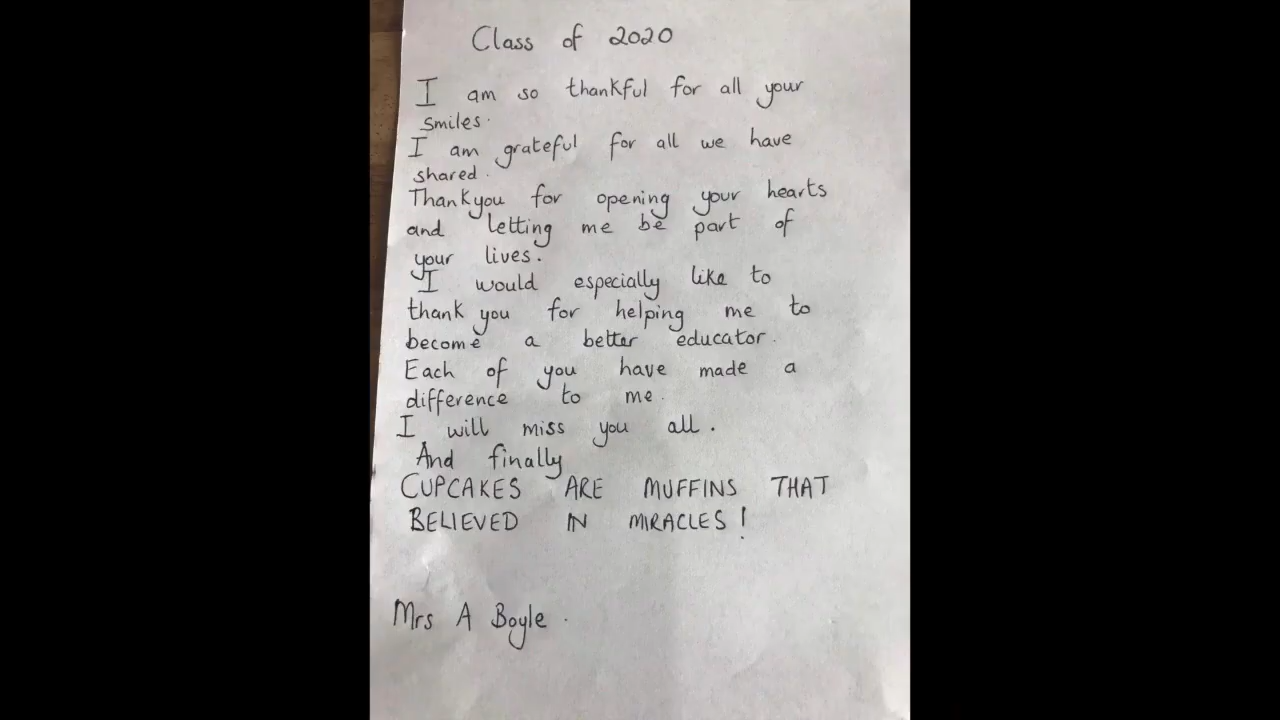 Class of 2020
I am so thankful for all your
smiles.
I am grateful for all we have
shared.
Thankyou for opening your hearts
and letting me be part of
your lives.
I would especially like to
thank you for helping me to
become a better educator.
Each of you have made a
difference to me.
I will miss you all.
And finally
CUPCAKES ARE MUFFINS THAT
BELIEVED IN MIRACLES!
Mrs A Boyle.